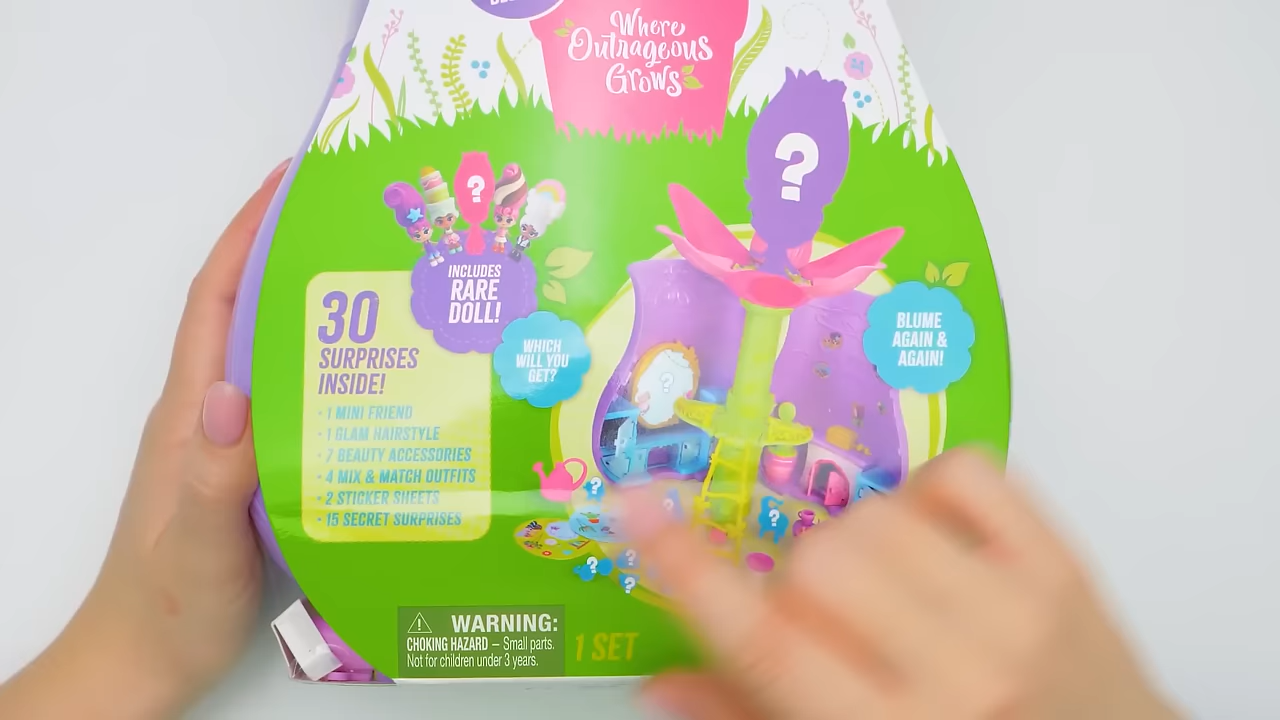 Where
Outrageous
Grows
?
?
INCLUDES
RARE
DOLL!
30
SURPRISES
INSIDE!
• 1 MINI FRIEND
• 1 GLAM HAIRSTYLE
• 7 BEAUTY ACCESSORIES
• 4 MIX & MATCH OUTFITS
• 2 STICKER SHEETS
• 15 SECRET SURPRISES
WHICH
WILL YOU
GET?
BLUME
AGAIN &
AGAIN!
?
?
?
?
?
?
?
WARNING:
CHOKING HAZARD – Small parts.
Not for children under 3 years.
1 SET